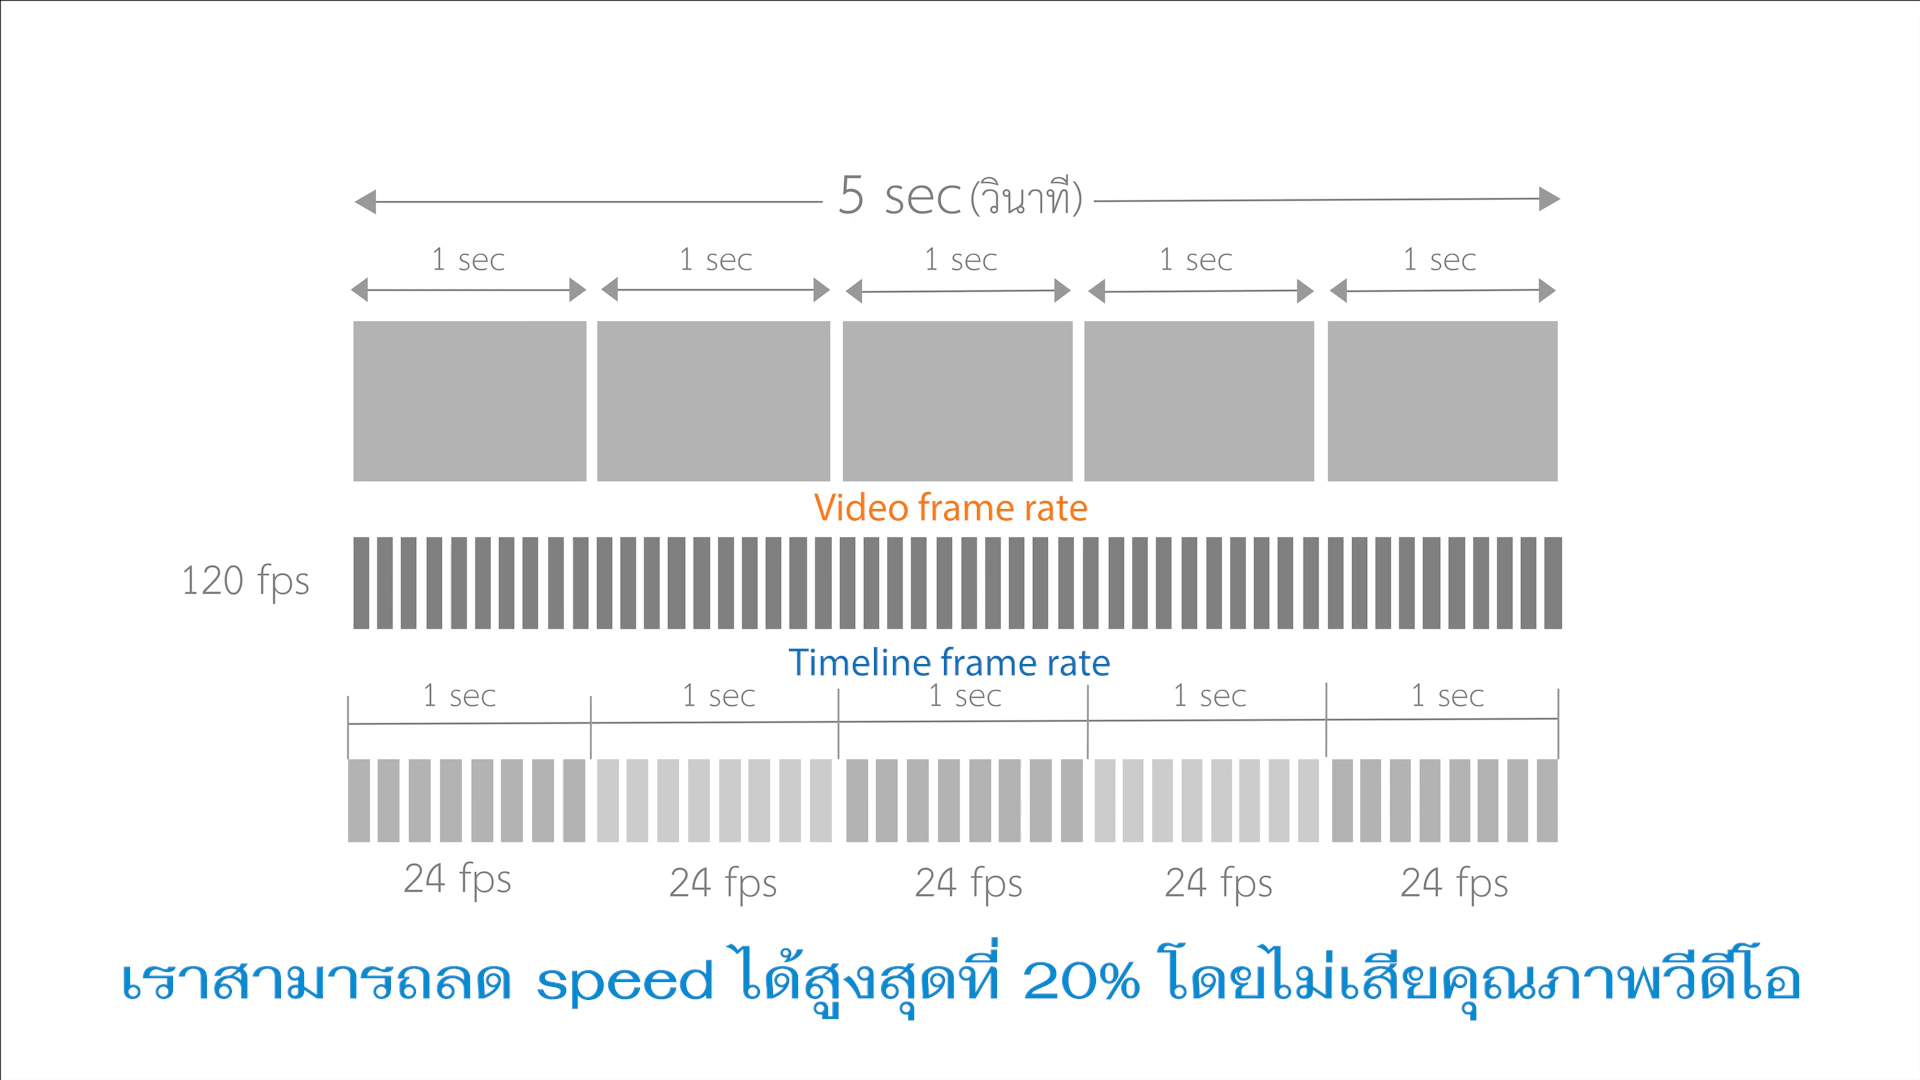 5 sec (วินาที)
1 sec 1 sec 1 sec 1 sec 1 sec
Video frame rate
120 fps
Timeline frame rate
1 sec 1 sec 1 sec 1 sec 1 sec
24 fps 24 fps 24 fps 24 fps 24 fps
เราสามารถลด speed ได้สูงสุดที่ 20% โดยไม่เสียคุณภาพวีดีโอ